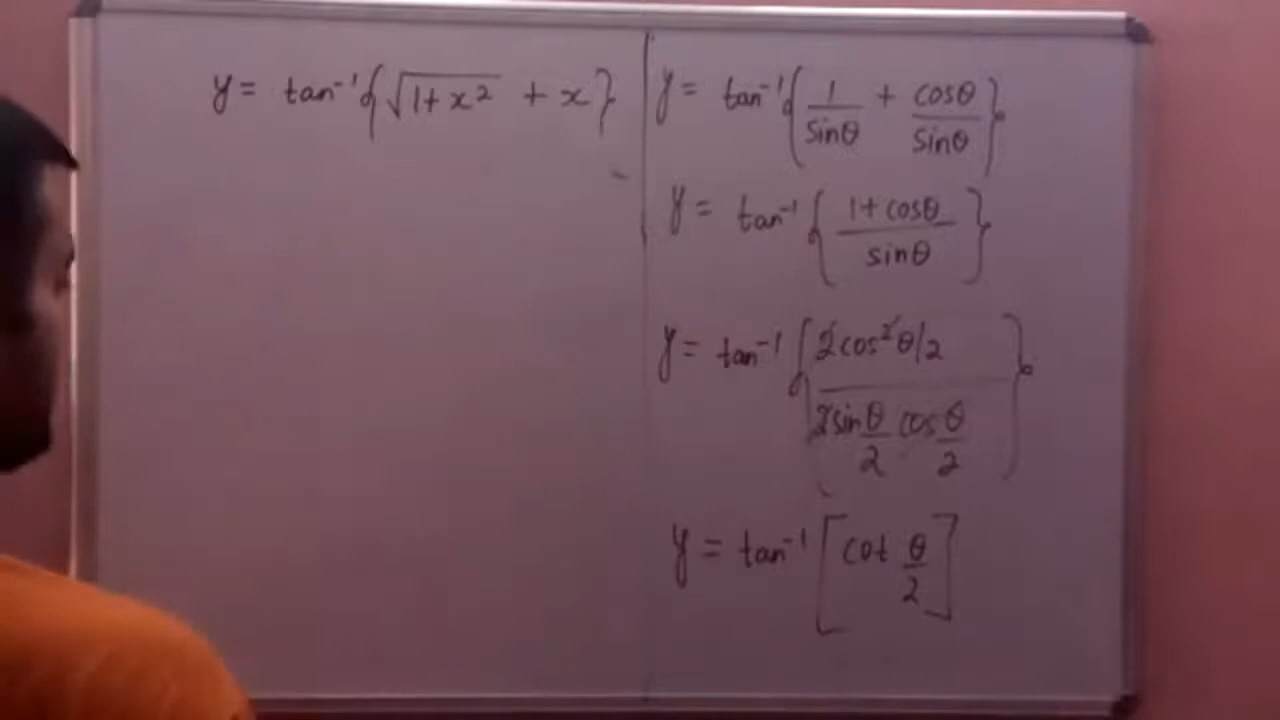 y = tan⁻¹{√(1+x²) + x}
y = tan⁻¹{1/sinθ + cosθ/sinθ}
y = tan⁻¹{(1+cosθ)/sinθ}
y = tan⁻¹{2cos²θ/2 / (2sin θ/2 cos θ/2)}
y = tan⁻¹[cot θ/2]